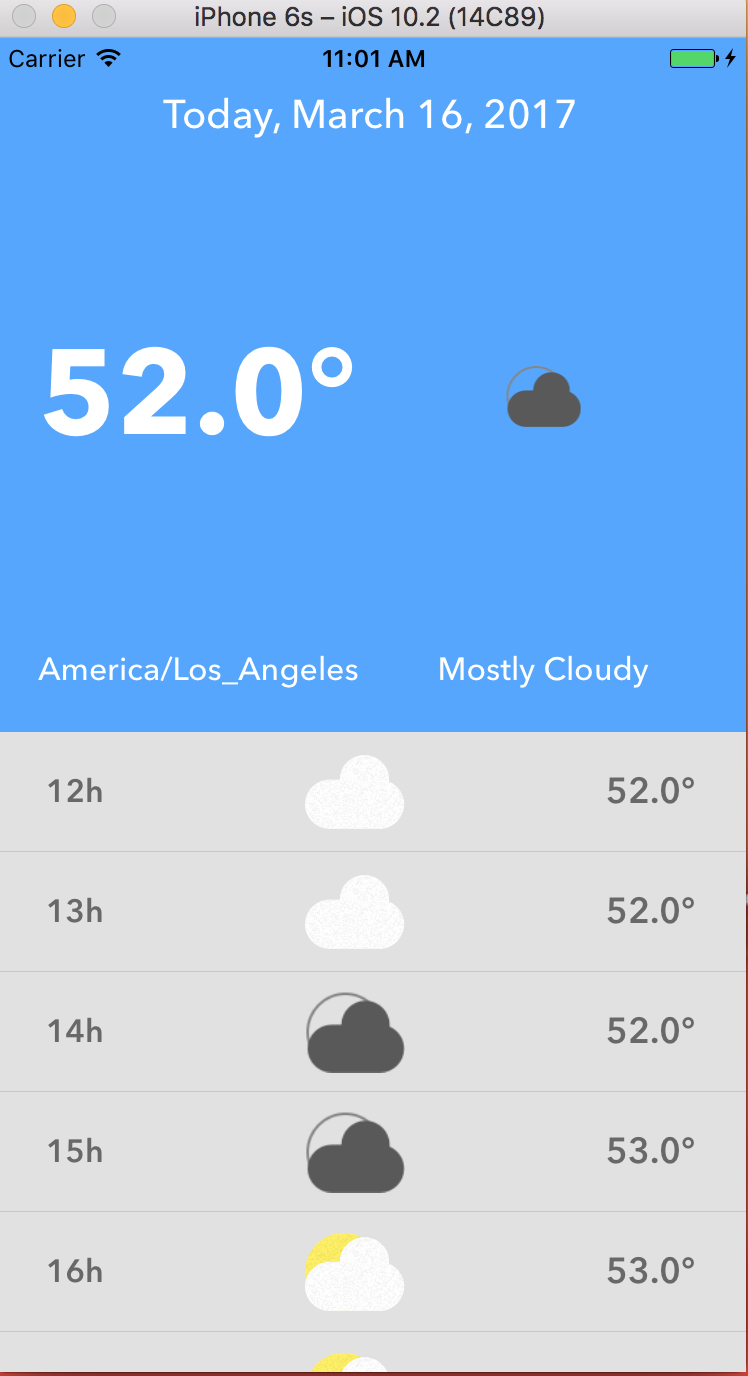 iPhone 6s – iOS 10.2 (14C89)
Carrier 11:01 AM
Today, March 16, 2017
52.0°
America/Los_Angeles Mostly Cloudy
12h 52.0°
13h 52.0°
14h 52.0°
15h 53.0°
16h 53.0°